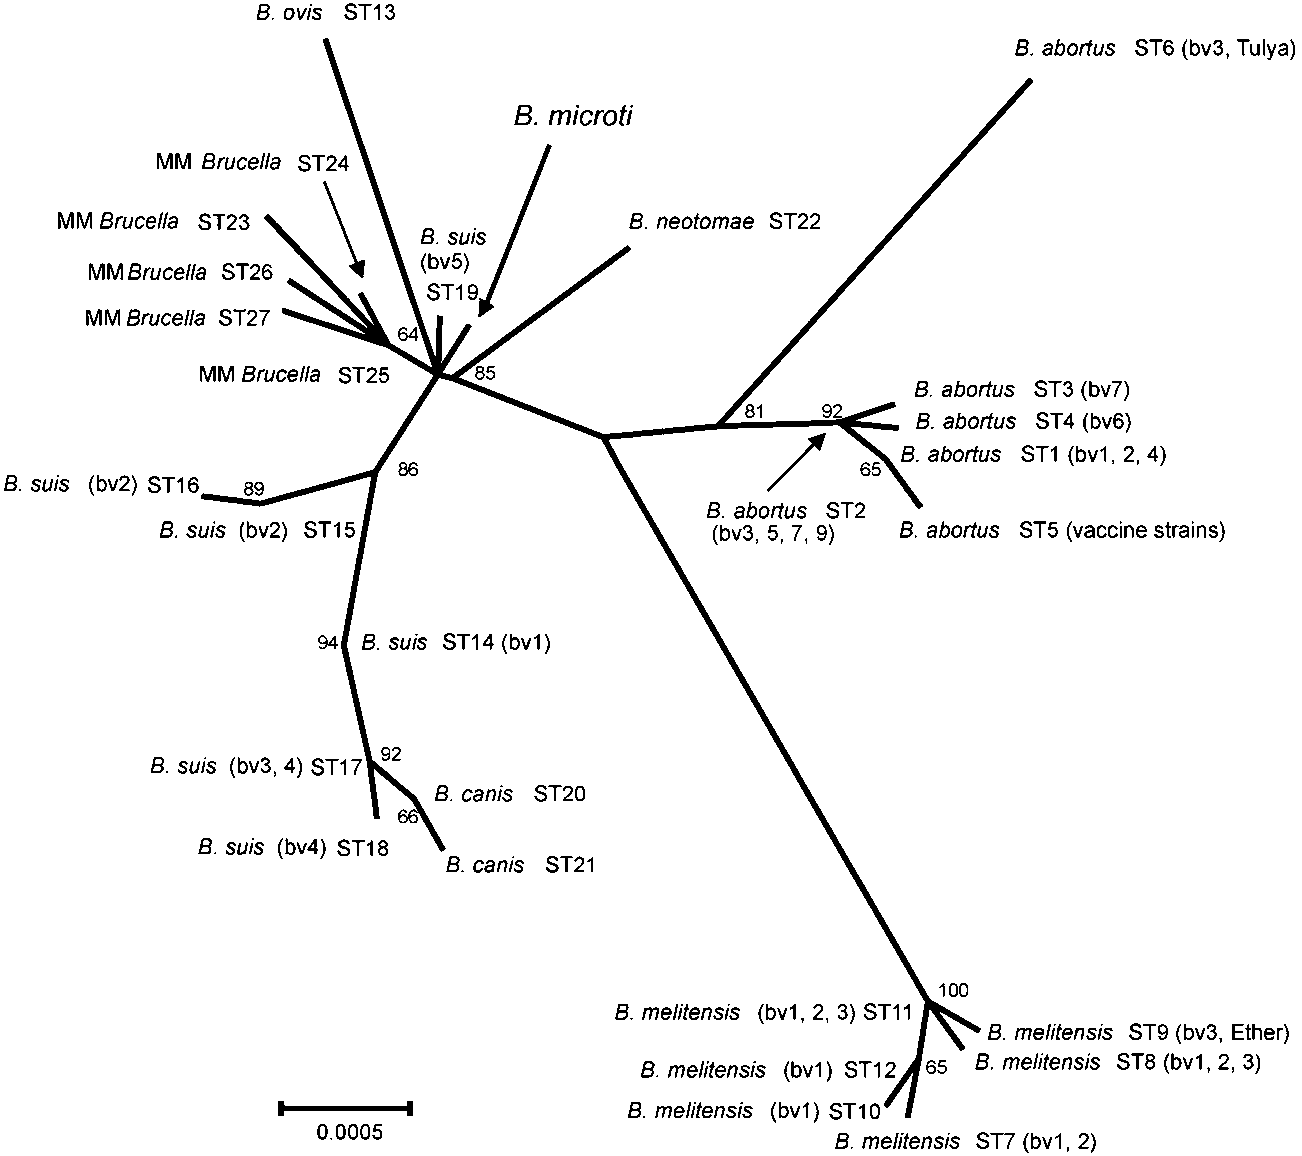 B. ovis ST13
B. abortus ST6 (bv3, Tulya)
B. microti
MM Brucella ST24
MM Brucella ST23
B. neotomae ST22
B. suis
(bv5)
ST19
MM Brucella ST26
MM Brucella ST27
64
MM Brucella ST25
85
B. abortus ST3 (bv7)
81
92
B. abortus ST4 (bv6)
B. abortus ST1 (bv1, 2, 4)
65
86
B. suis (bv2) ST16
89
B. abortus ST2
(bv3, 5, 7, 9)
B. suis (bv2) ST15
B. abortus ST5 (vaccine strains)
94
B. suis ST14 (bv1)
92
B. suis (bv3, 4) ST17
B. canis ST20
66
B. suis (bv4) ST18
B. canis ST21
100
B. melitensis (bv1, 2, 3) ST11
B. melitensis ST9 (bv3, Ether)
B. melitensis ST8 (bv1, 2, 3)
65
B. melitensis (bv1) ST12
B. melitensis (bv1) ST10
B. melitensis ST7 (bv1, 2)
0.0005